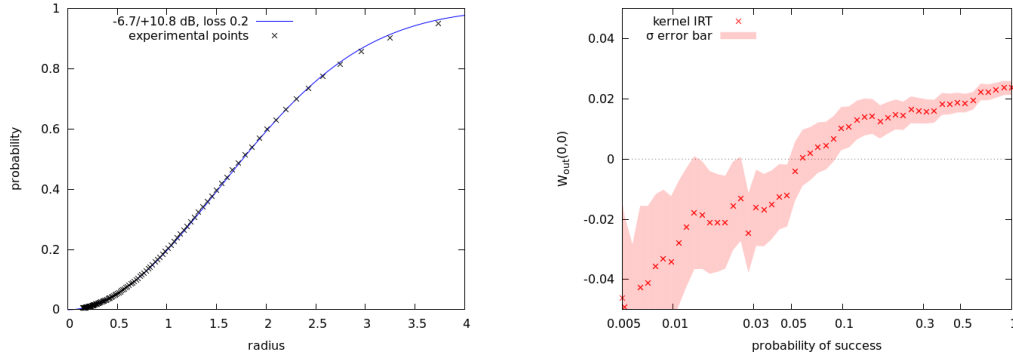 -6.7/+10.8 dB, loss 0.2
experimental points
probability
1
0.8
0.6
0.4
0.2
0
0 0.5 1 1.5 2 2.5 3 3.5 4
radius
kernel IRT
σ error bar
W_out(0,0)
0.04
0.02
0
-0.02
-0.04
0.005 0.01 0.03 0.05 0.1 0.3 0.5 1
probability of success